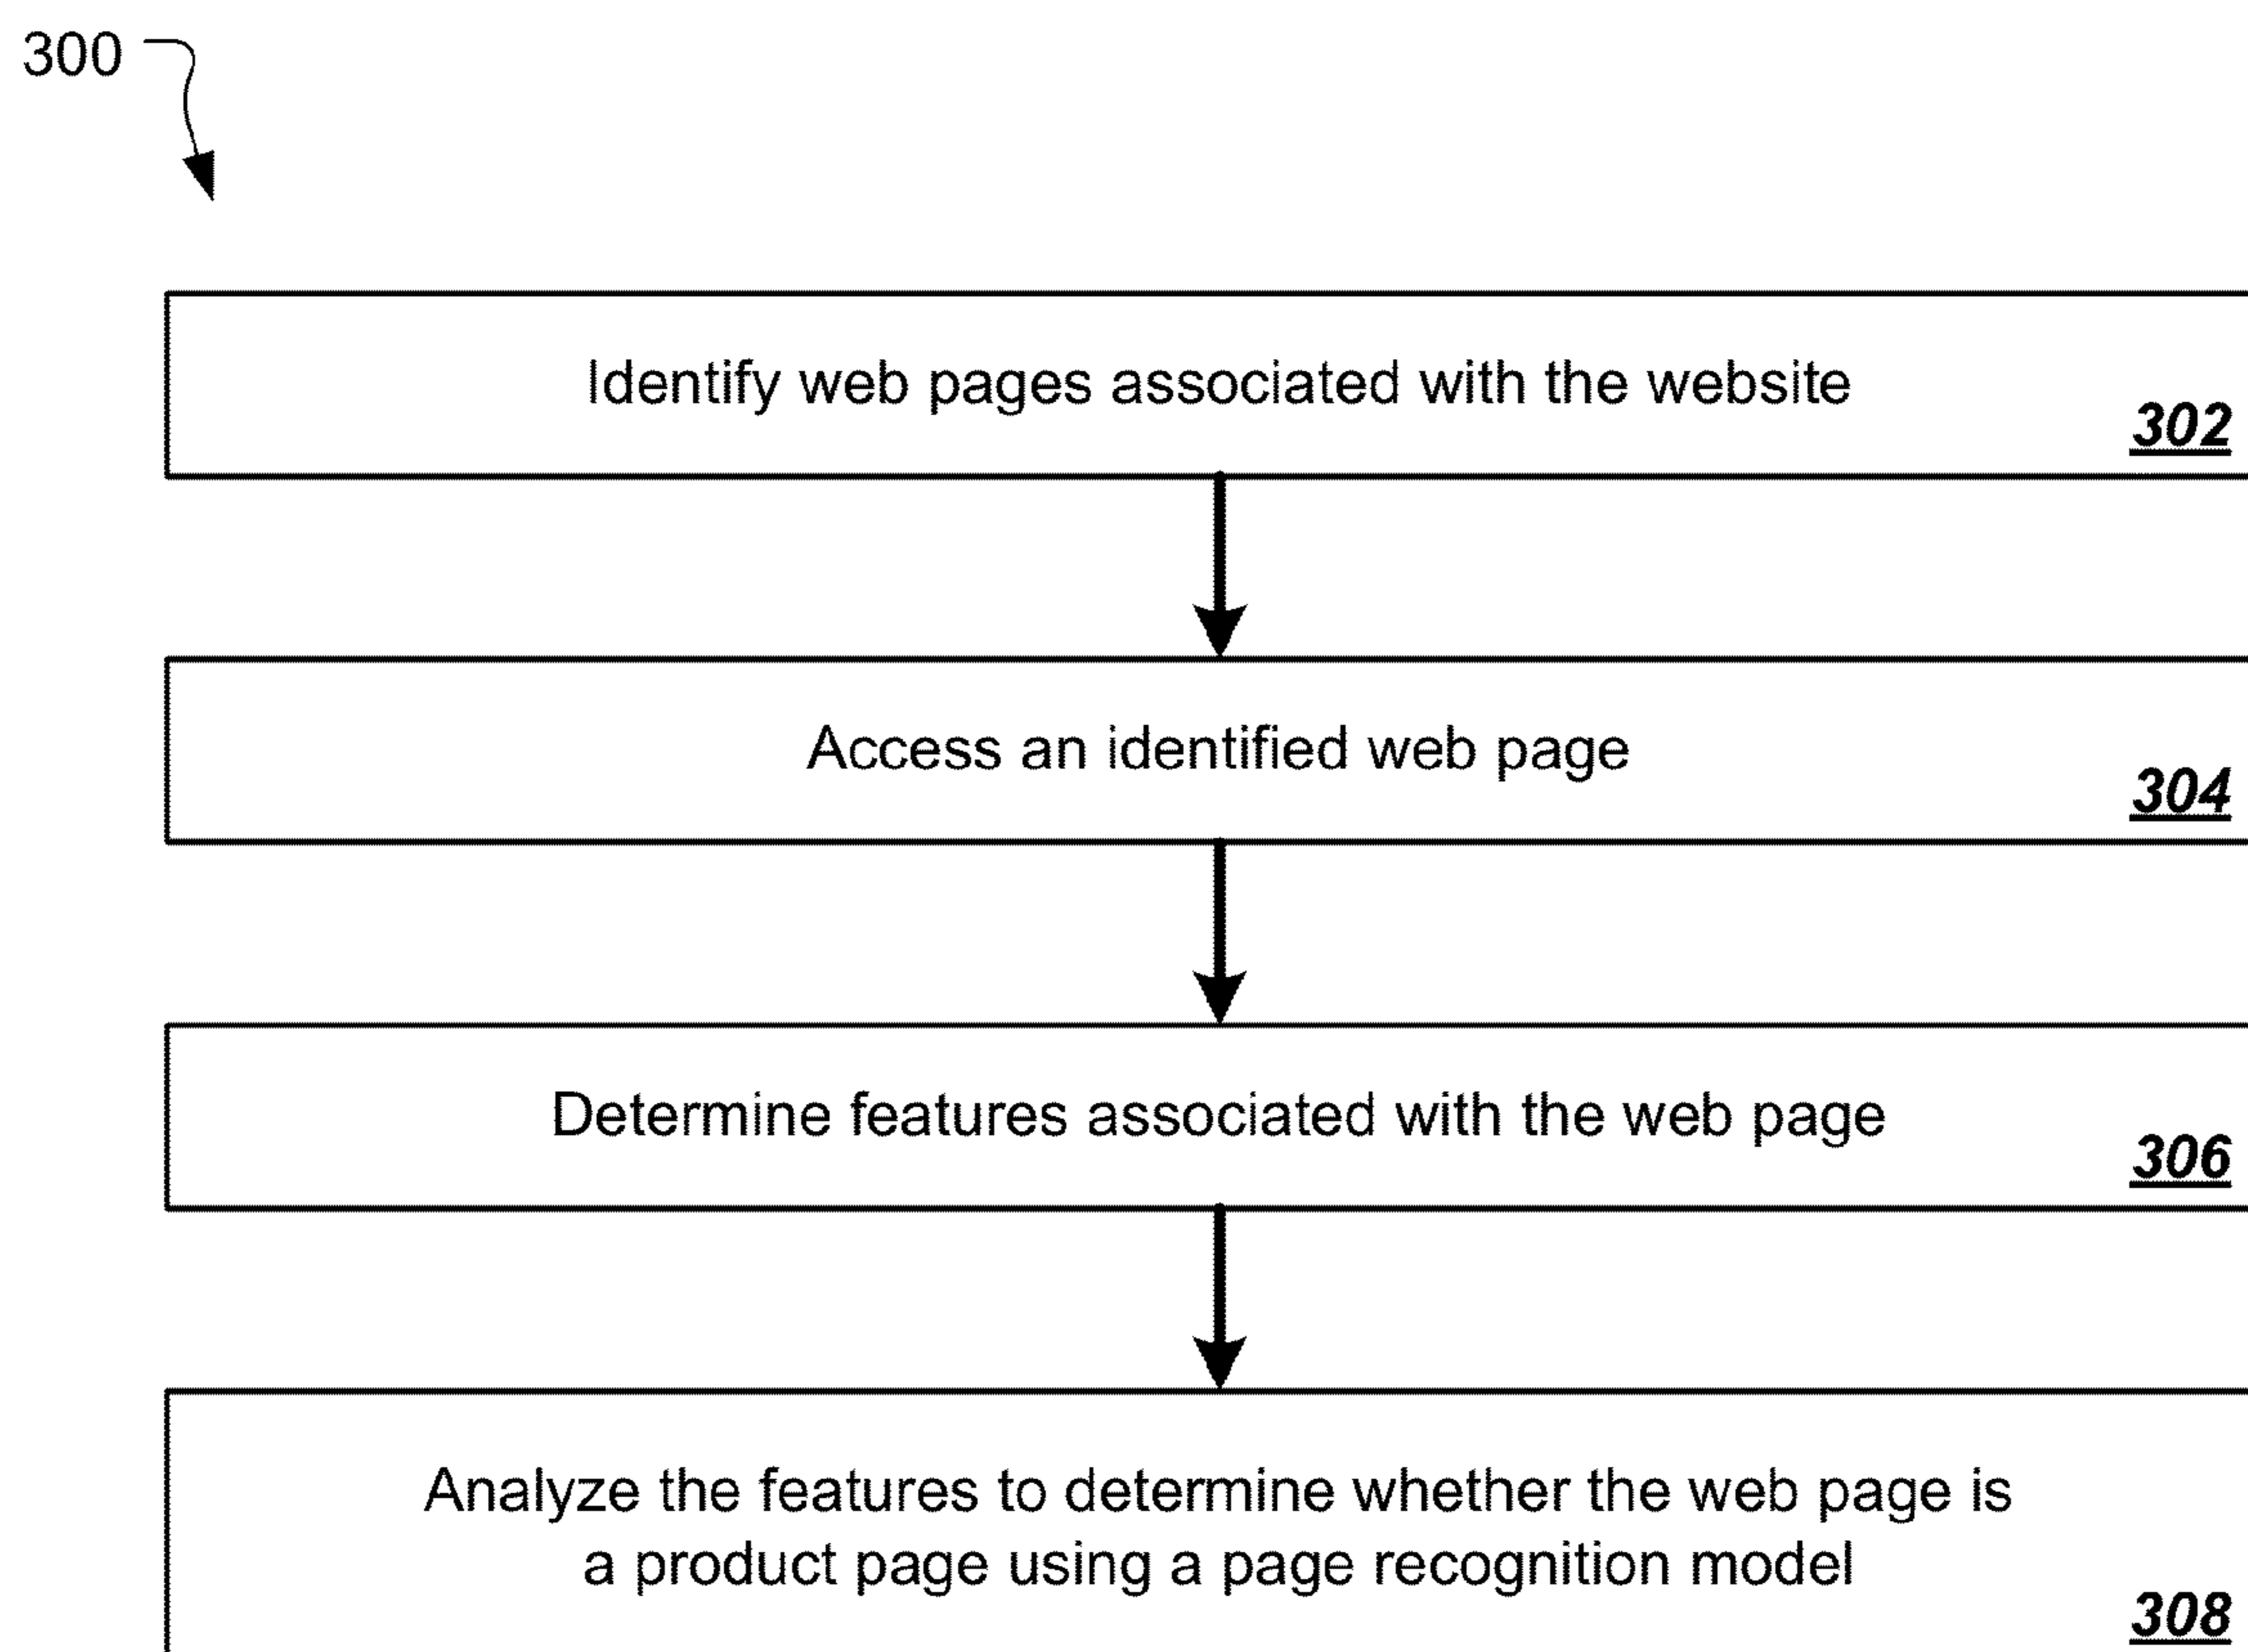 300
Identify web pages associated with the website
302
Access an identified web page
304
Determine features associated with the web page
306
Analyze the features to determine whether the web page is
a product page using a page recognition model
308